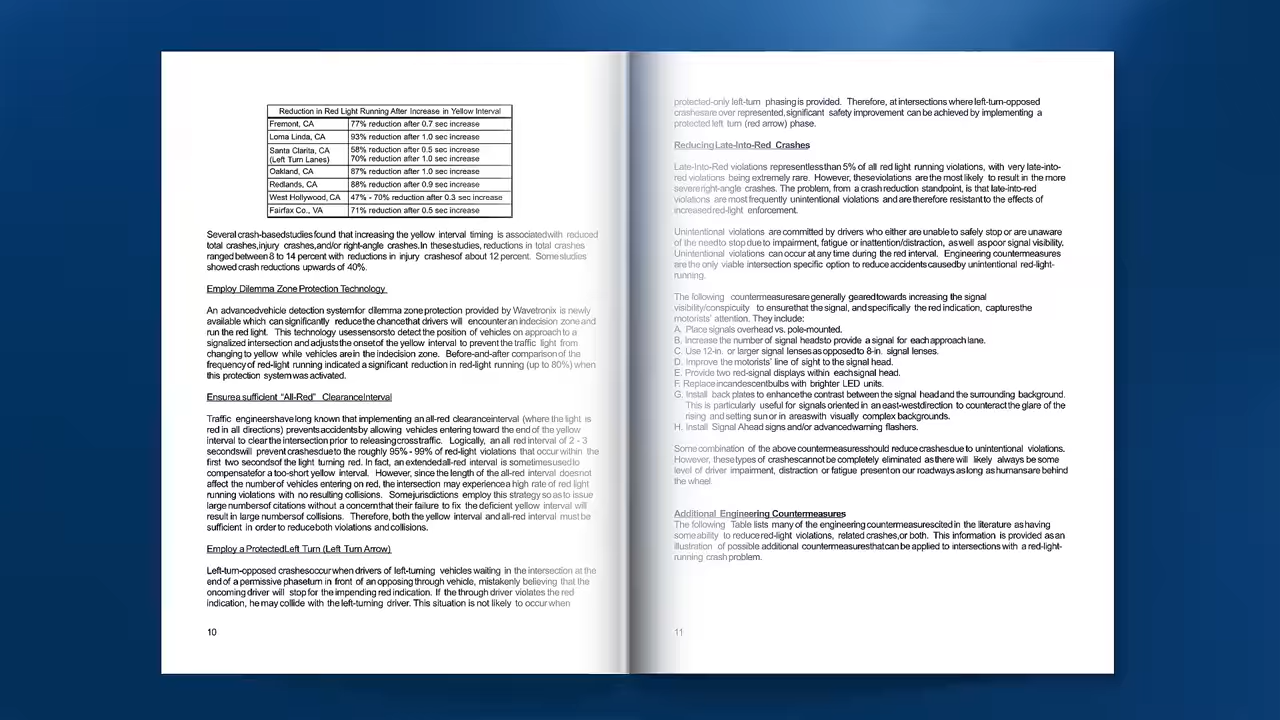 Reduction in Red Light Running After Increase in Yellow Interval
Fremont, CA 77% reduction after 0.7 sec increase
Loma Linda, CA 93% reduction after 1.0 sec increase
Santa Clarita, CA 58% reduction after 0.5 sec increase
(Left Turn Lanes) 70% reduction after 1.0 sec increase
Oakland, CA 87% reduction after 1.0 sec increase
Redlands, CA 88% reduction after 0.9 sec increase
West Hollywood, CA 47% - 70% reduction after 0.3 sec increase
Fairfax Co., VA 71% reduction after 0.5 sec increase
Several crash-based studies found that increasing the yellow interval timing is associated with reduced
total crashes, injury crashes, and/or right-angle crashes. In these studies, reductions in total crashes
ranged between 8 to 14 percent with reductions in injury crashes of about 12 percent. Some studies
showed crash reductions upwards of 40%.
Employ Dilemma Zone Protection Technology
An advanced vehicle detection system for dilemma zone protection provided by Wavetronix is newly
available which can significantly reduce the chance that drivers will encounter an indecision zone and
run the red light. This technology uses sensors to detect the position of vehicles on approach to a
signalized intersection and adjusts the onset of the yellow interval to prevent the traffic light from
changing to yellow while vehicles are in the indecision zone. Before-and-after comparison of the
frequency of red-light running indicated a significant reduction in red-light running (up to 80%) when
this protection system was activated.
Ensure a sufficient "All-Red" Clearance Interval
Traffic engineers have long known that implementing an all-red clearance interval (where the light is
red in all directions) prevents accidents by allowing vehicles entering toward the end of the yellow
interval to clear the intersection prior to releasing cross traffic. Logically, an all red interval of 2 - 3
seconds will prevent crashes due to the roughly 95% - 99% of red-light violations that occur within the
first two seconds of the light turning red. In fact, an extended all-red interval is sometimes used to
compensate for a too-short yellow interval. However, since the length of the all-red interval does not
affect the number of vehicles entering on red, the intersection may experience a high rate of red light
running violations with no resulting collisions. Some jurisdictions employ this strategy so as to issue
large numbers of citations without a concern that their failure to fix the deficient yellow interval will
result in large numbers of collisions. Therefore, both the yellow interval and all-red interval must be
sufficient in order to reduce both violations and collisions.
Employ a Protected Left Turn (Left Turn Arrow)
Left-turn-opposed crashes occur when drivers of left-turning vehicles waiting in the intersection at the
end of a permissive phase turn in front of an opposing through vehicle, mistakenly believing that the
oncoming driver will stop for the impending red indication. If the through driver violates the red
indication, he may collide with the left-turning driver. This situation is not likely to occur when
10
protected-only left-turn phasing is provided. Therefore, at intersections where left-turn-opposed
crashes are over represented, significant safety improvement can be achieved by implementing a
protected left turn (red arrow) phase.
Reducing Late-Into-Red Crashes
Late-Into-Red violations represent less than 5% of all red light running violations, with very late-into-
red violations being extremely rare. However, these violations are the most likely to result in the more
severe right-angle crashes. The problem, from a crash reduction standpoint, is that late-into-red
violations are most frequently unintentional violations and are therefore resistant to the effects of
increased red-light enforcement.
Unintentional violations are committed by drivers who either are unable to safely stop or are unaware
of the need to stop due to impairment, fatigue or inattention/distraction, as well as poor signal visibility.
Unintentional violations can occur at any time during the red interval. Engineering countermeasures
are the only viable intersection specific option to reduce accidents caused by unintentional red-light-
running.
The following countermeasures are generally geared towards increasing the signal
visibility/conspicuity to ensure that the signal, and specifically the red indication, captures the
motorists' attention. They include:
A. Place signals overhead vs. pole-mounted.
B. Increase the number of signal heads to provide a signal for each approach lane.
C. Use 12-in. or larger signal lenses as opposed to 8-in. signal lenses.
D. Improve the motorists' line of sight to the signal head.
E. Provide two red-signal displays within each signal head.
F. Replace incandescent bulbs with brighter LED units.
G. Install back plates to enhance the contrast between the signal head and the surrounding background.
This is particularly useful for signals oriented in an east-west direction to counteract the glare of the
rising and setting sun or in areas with visually complex backgrounds.
H. Install Signal Ahead signs and/or advanced warning flashers.
Some combination of the above countermeasures should reduce crashes due to unintentional violations.
However, these types of crashes cannot be completely eliminated as there will likely always be some
level of driver impairment, distraction or fatigue present on our roadways as long as humans are behind
the wheel.
Additional Engineering Countermeasures
The following Table lists many of the engineering countermeasures cited in the literature as having
some ability to reduce red-light violations, related crashes, or both. This information is provided as an
illustration of possible additional countermeasures that can be applied to intersections with a red-light-
running crash problem.
11